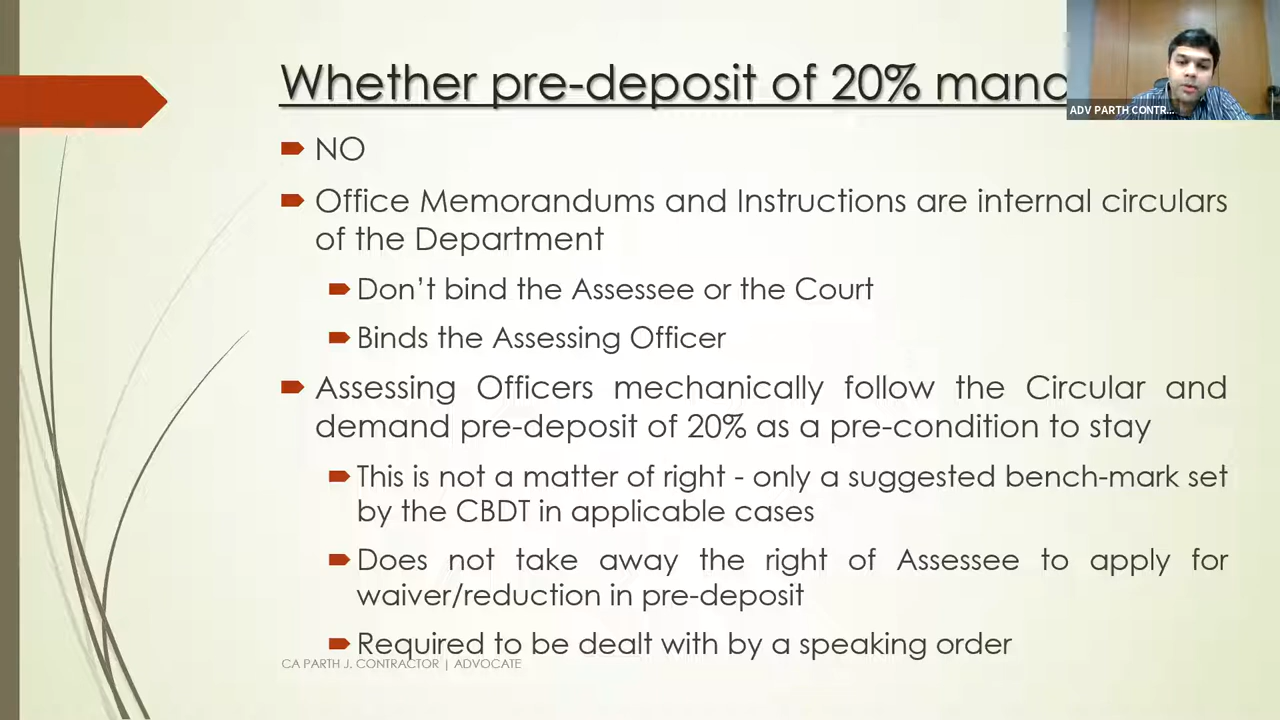 Whether pre-deposit of 20%
ADV PARTH CONTR...
NO
Office Memorandums and Instructions are internal circulars
of the Department
Don't bind the Assessee or the Court
Binds the Assessing Officer
Assessing Officers mechanically follow the Circular and
demand pre-deposit of 20% as a pre-condition to stay
This is not a matter of right - only a suggested bench-mark set
by the CBDT in applicable cases
Does not take away the right of Assessee to apply for
waiver/reduction in pre-deposit
Required to be dealt with by a speaking order
CA PARTH J. CONTRACTOR | ADVOCATE